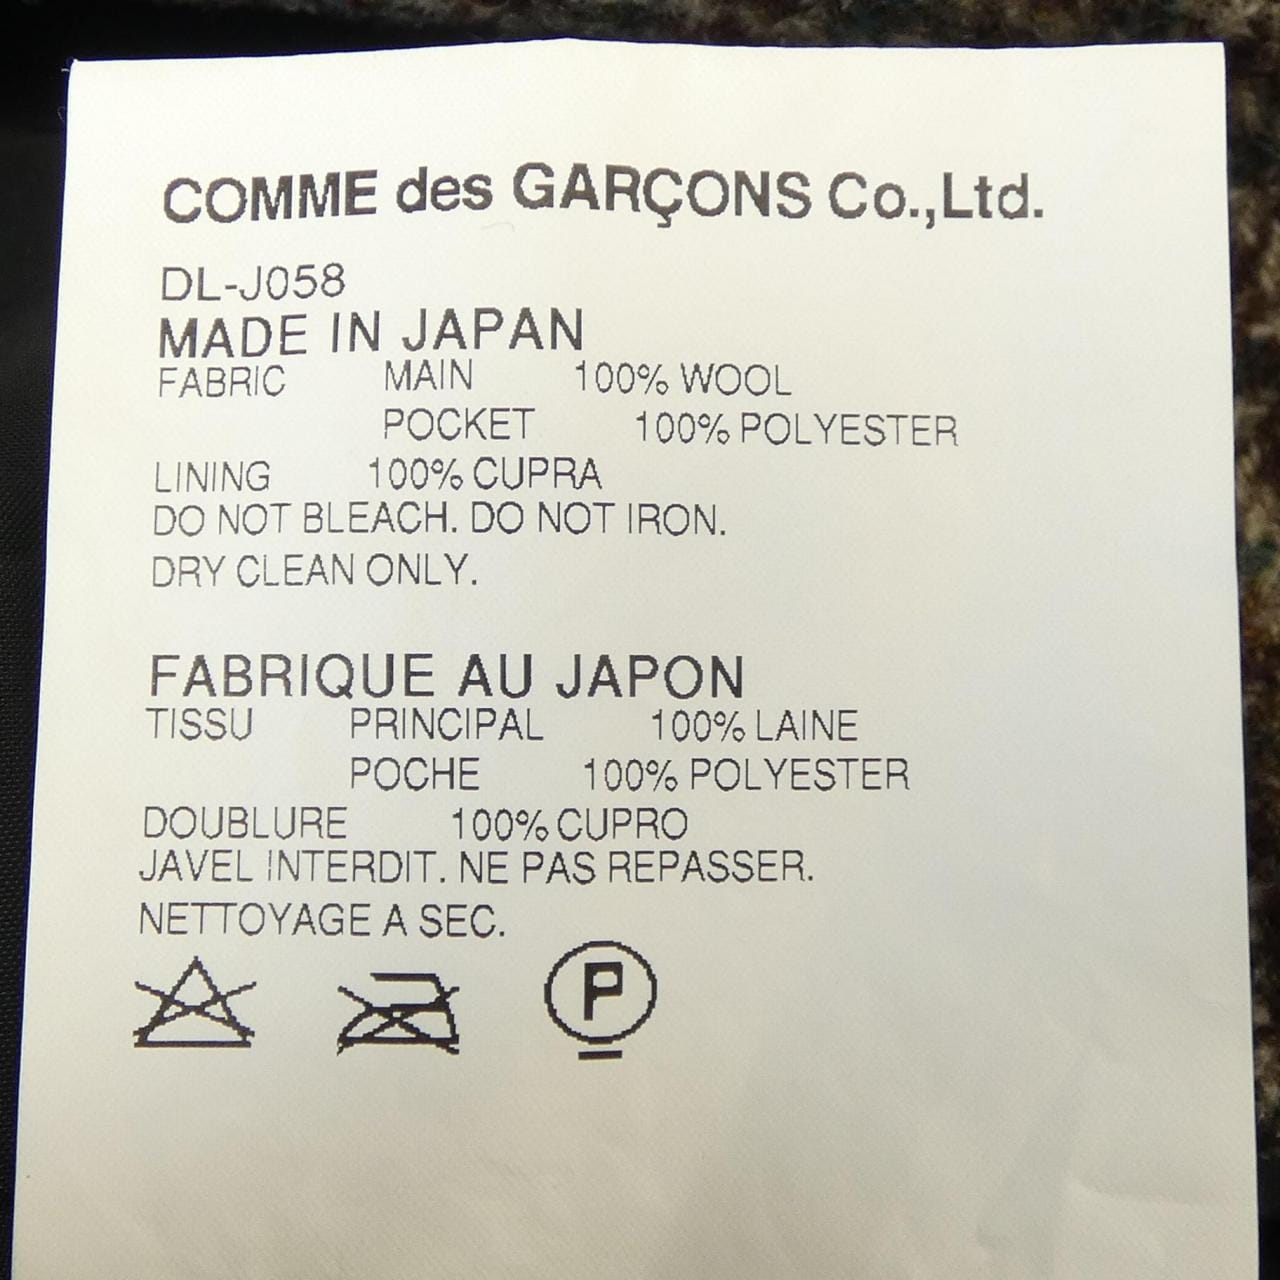 COMME des GARÇONS Co.,Ltd.
DL-J058
MADE IN JAPAN
FABRIC MAIN 100% WOOL
POCKET 100% POLYESTER
LINING 100% CUPRA
DO NOT BLEACH. DO NOT IRON.
DRY CLEAN ONLY.
FABRIQUE AU JAPON
TISSU PRINCIPAL 100% LAINE
POCHE 100% POLYESTER
DOUBLURE 100% CUPRO
JAVEL INTERDIT. NE PAS REPASSER.
NETTOYAGE A SEC.
P